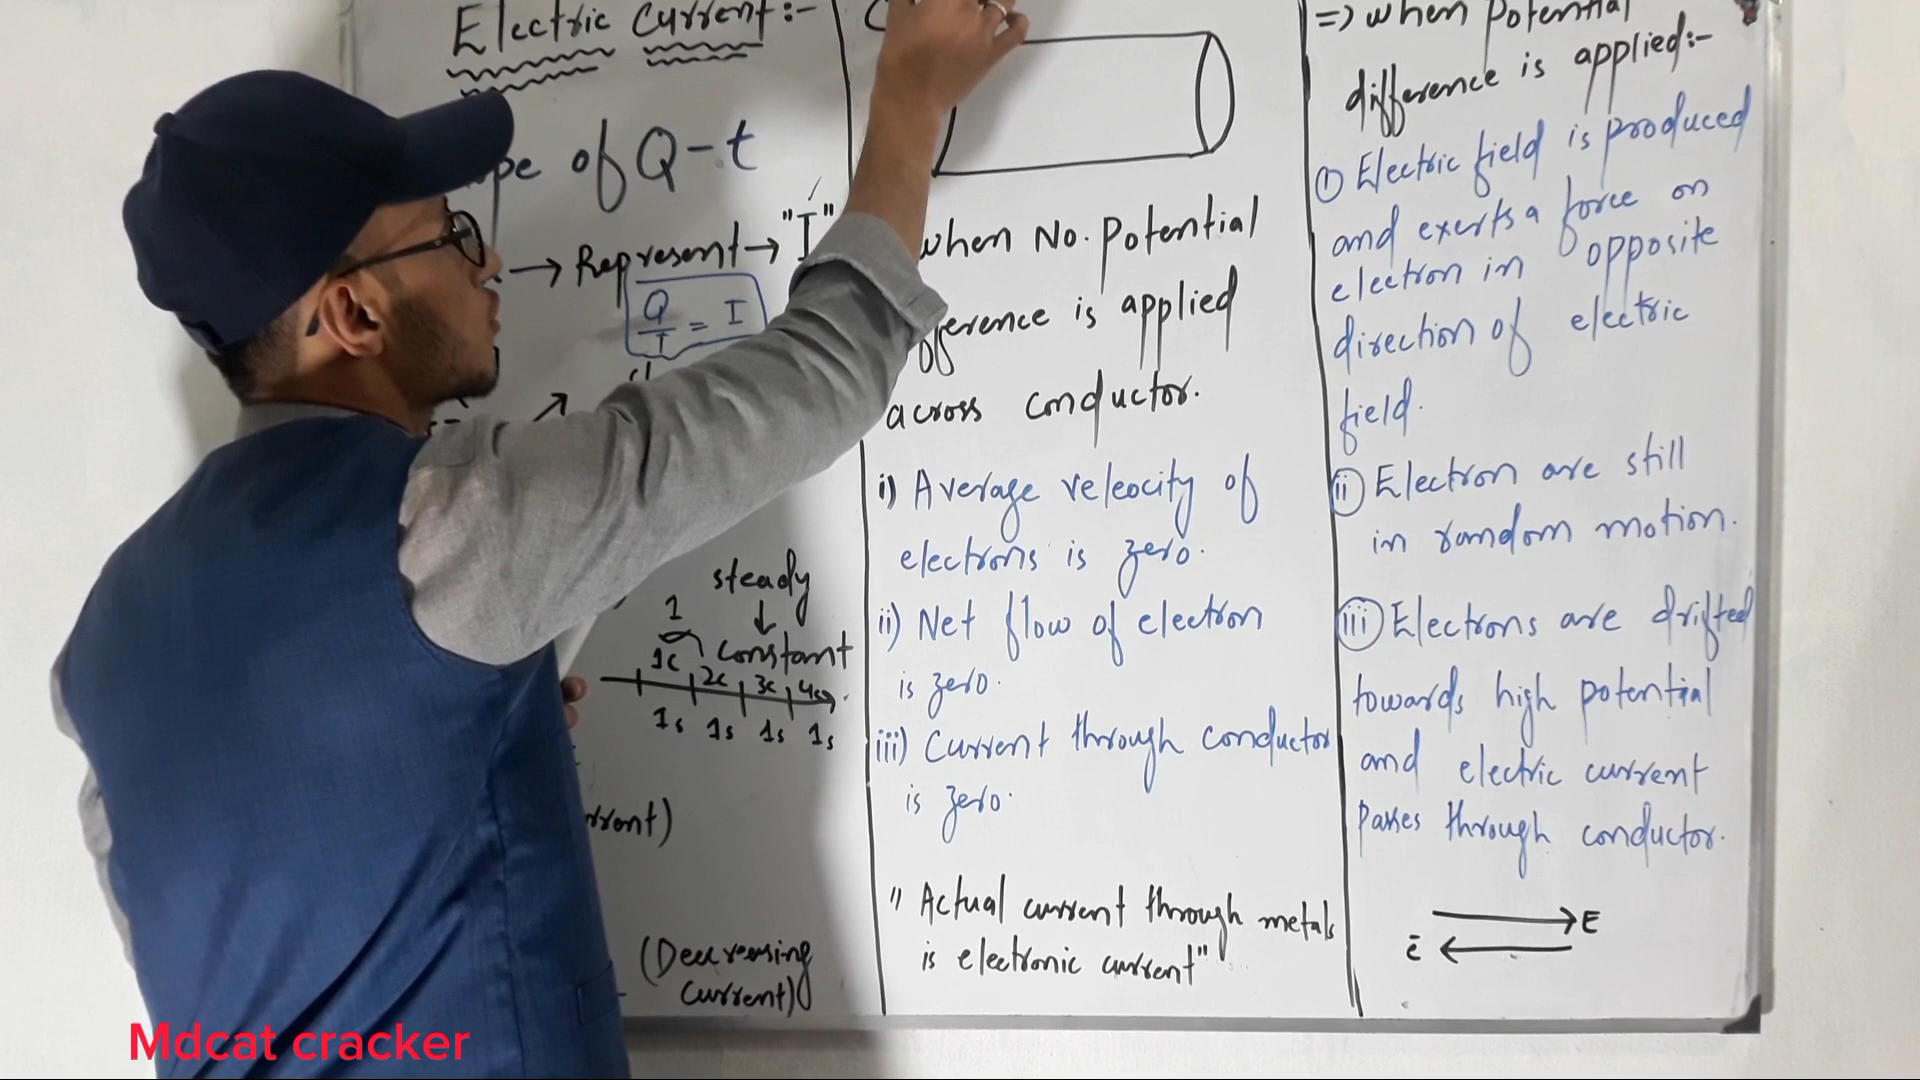 Electric Current:-
of Q-t
→ Represent → "I"
Q/T = I
steady
↓
1
constant
1c 2c 3c 4c
1s 1s 1s 1s
(Decreasing
current)
when No. potential
is applied
across conductor.
i) Average veleocity of
electrons is zero.
ii) Net flow of electron
is zero.
iii) Current through conductor
is zero.
" Actual current through metals
is electronic current"
=> when potential
difference is applied:-
i) Electric field is produced
and exerts a force on
electron in opposite
direction of electric
field.
ii) Electron are still
in random motion.
iii) Electrons are drifted
towards high potential
and electric current
passes through conductor.
E
ē
Mdcat cracker